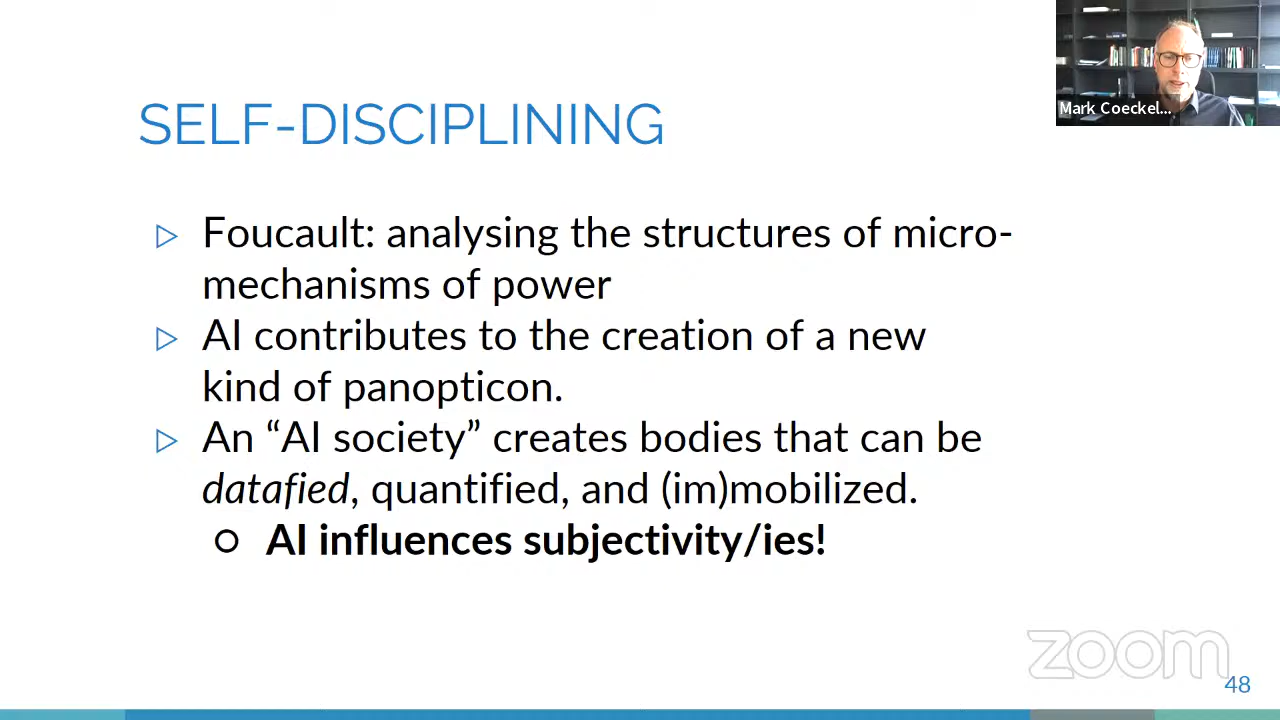 Mark Coeckel...
SELF-DISCIPLINING
Foucault: analysing the structures of micro-
mechanisms of power
AI contributes to the creation of a new
kind of panopticon.
An “AI society” creates bodies that can be
datafied, quantified, and (im)mobilized.
AI influences subjectivity/ies!
zoom
48